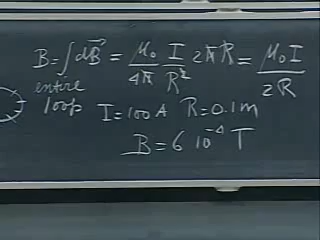 B = ∫ dB⃗ = μ₀/4π I/R² 2πR = μ₀I/2R
entire
loop I = 100 A R = 0.1 m
B = 6 10⁻⁴ T